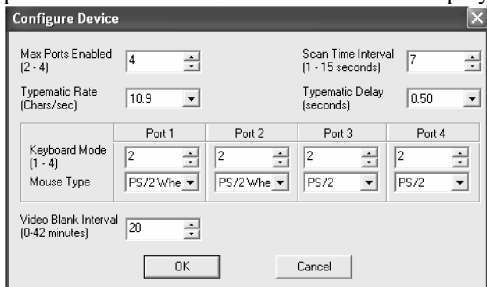 Configure Device
Max Ports Enabled
(2 - 4)
4
Scan Time Interval
(1 - 15 seconds)
7
Typematic Rate
(Chars/sec)
10.9
Typematic Delay
(seconds)
0.50
Port 1 Port 2 Port 3 Port 4
Keyboard Mode
(1 - 4)
2 2 2 2
Mouse Type PS/2 Whe PS/2 Whe PS/2 PS/2
Video Blank Interval
(0-42 minutes)
20
OK Cancel